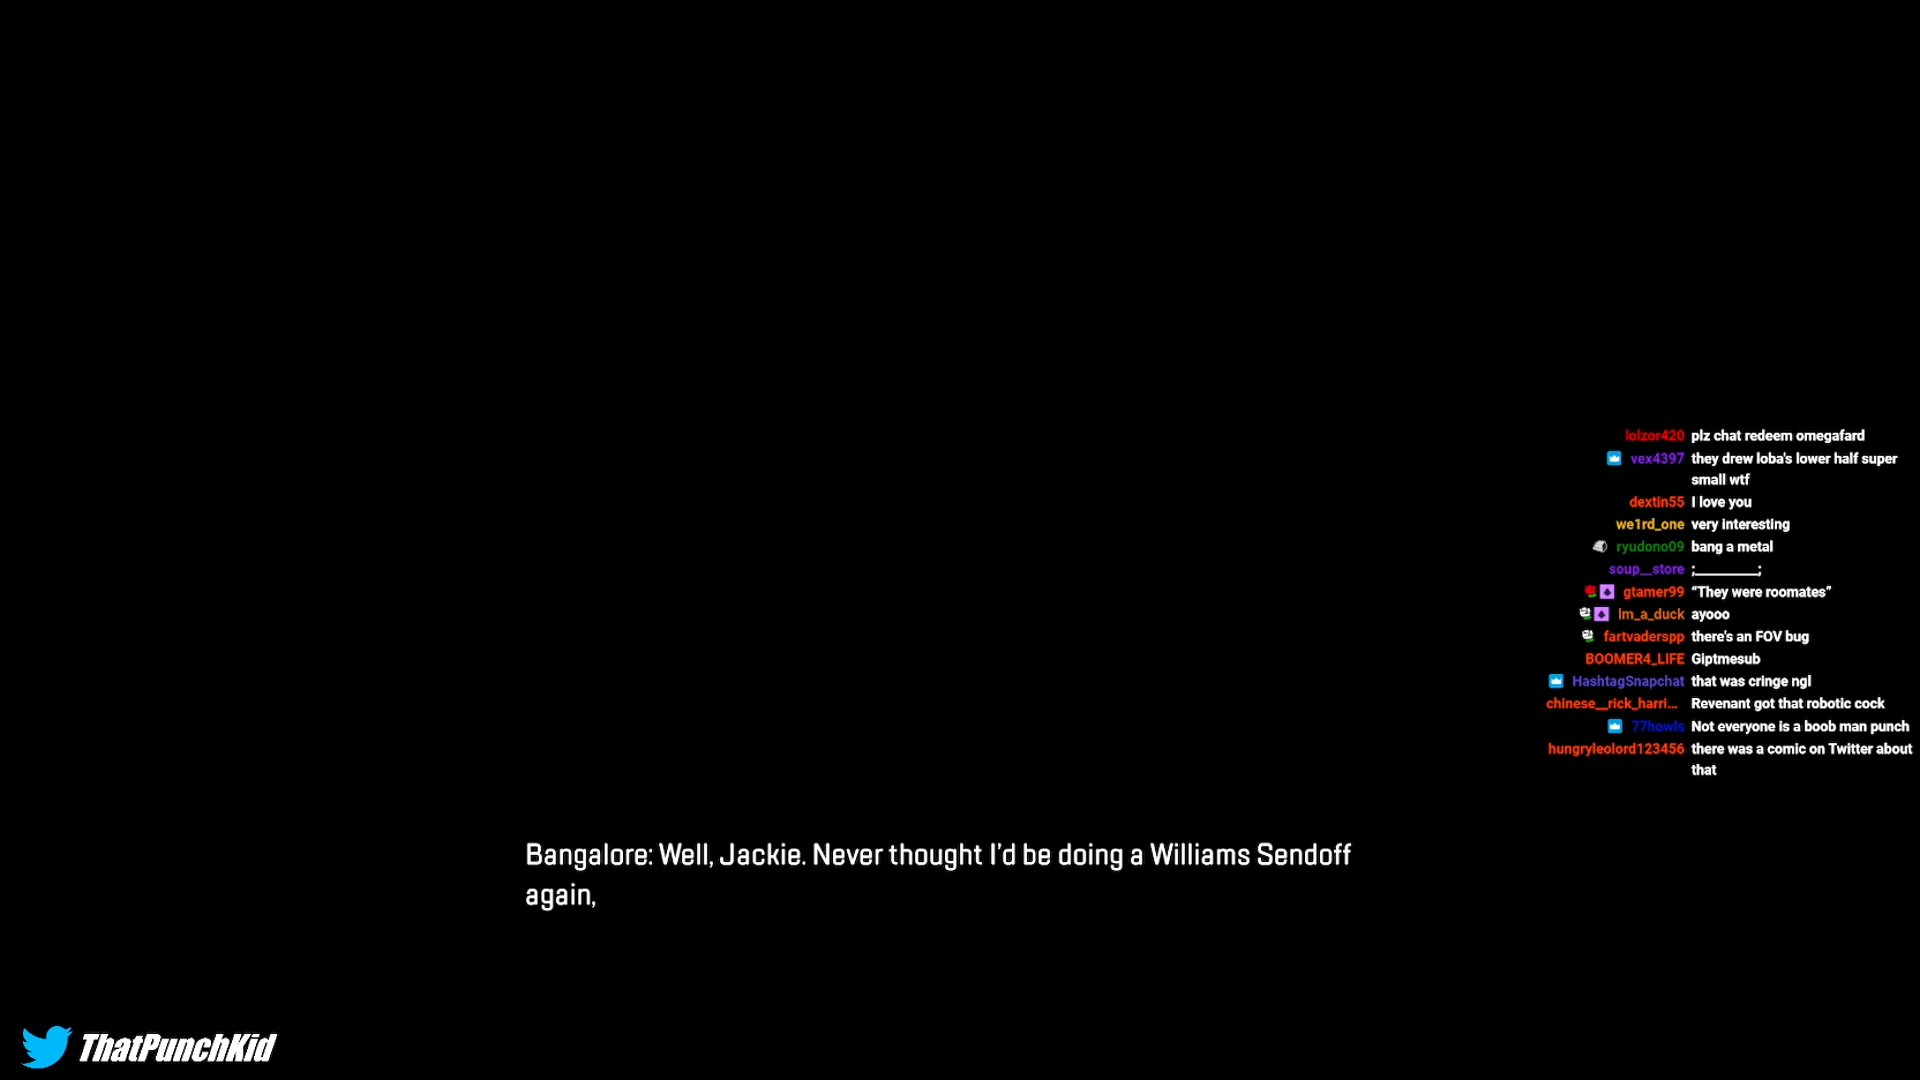 lolzor420 plz chat redeem omegafard
vex4397 they drew loba's lower half super
small wtf
dextin55 I love you
we1rd_one very interesting
ryudono09 bang a metal
soup__store ;________;
gtamer99 “They were roomates”
Im_a_duck ayooo
fartvaderspp there's an FOV bug
BOOMER4_LIFE Giptmesub
HashtagSnapchat that was cringe ngl
chinese__rick_harri... Revenant got that robotic cock
77howls Not everyone is a boob man punch
hungryleolord123456 there was a comic on Twitter about
that
Bangalore: Well, Jackie. Never thought I'd be doing a Williams Sendoff
again,
ThatPunchKid